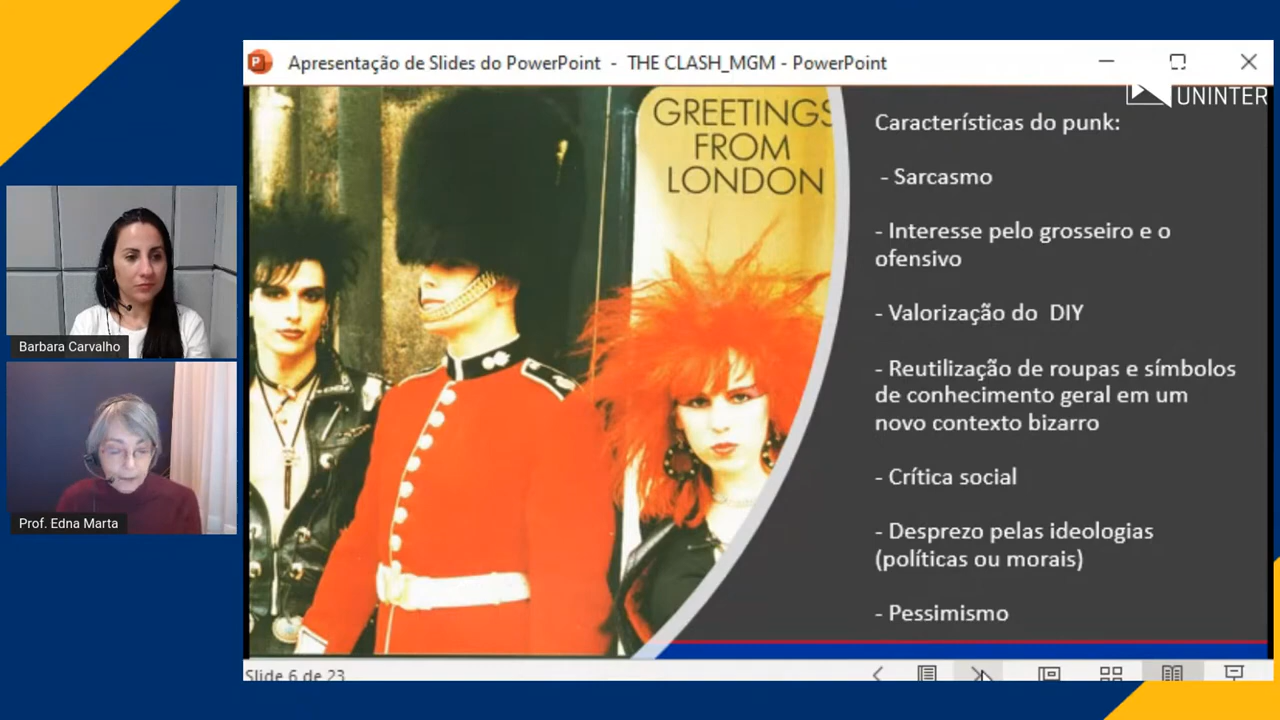 Apresentação de Slides do PowerPoint - THE CLASH_MGM - PowerPoint
UNINTER
GREETINGS
FROM
LONDON
Características do punk:
- Sarcasmo
- Interesse pelo grosseiro e o
ofensivo
- Valorização do DIY
- Reutilização de roupas e símbolos
de conhecimento geral em um
novo contexto bizarro
- Crítica social
- Desprezo pelas ideologias
(políticas ou morais)
- Pessimismo
Barbara Carvalho
Prof. Edna Marta
Slide 6 de 23